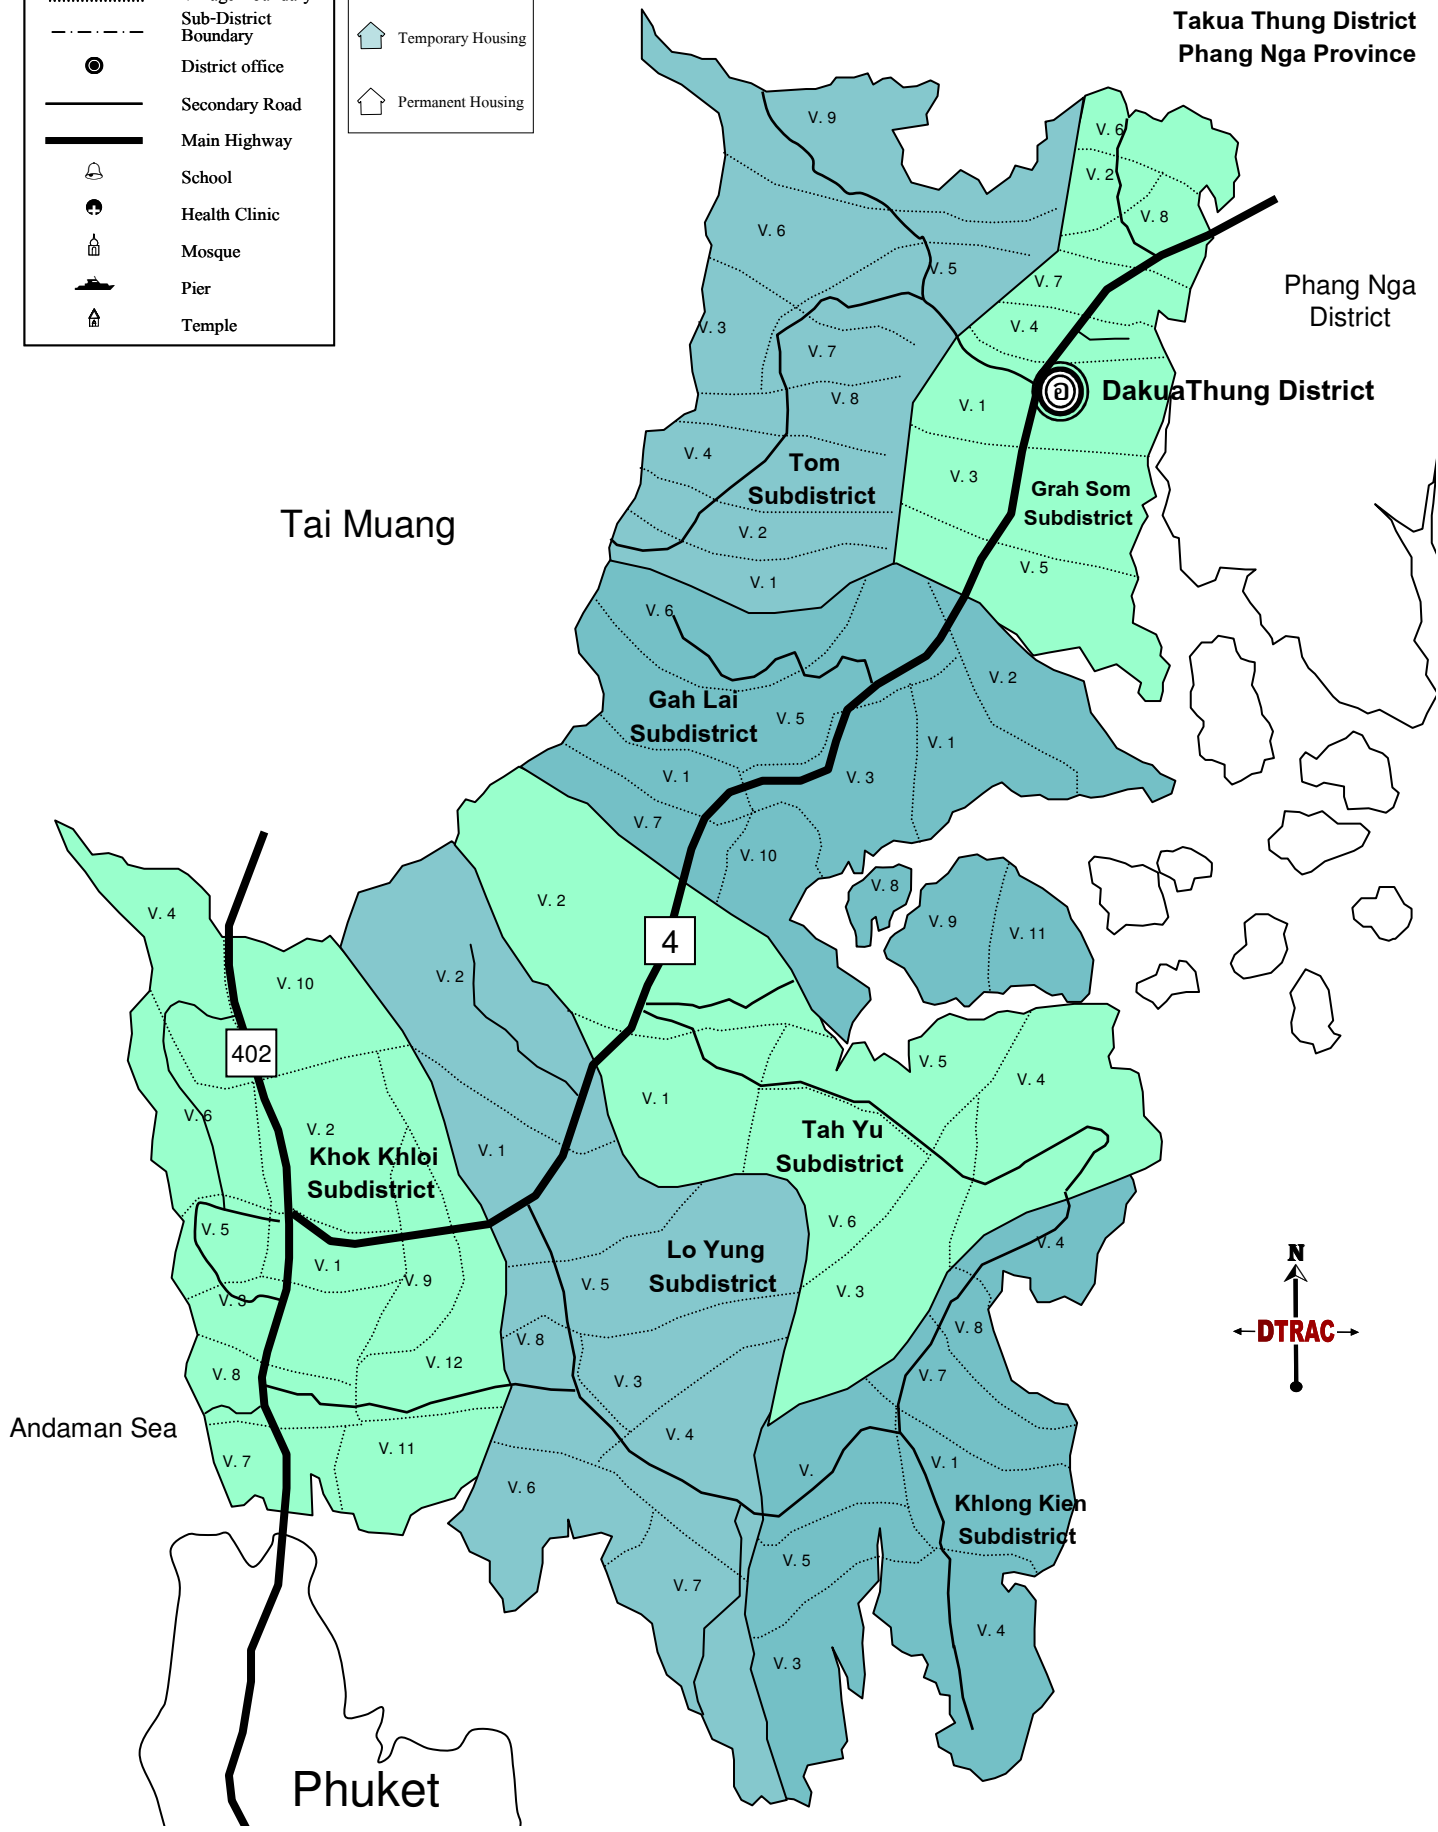 Sub-District
Boundary
District office
Secondary Road
Main Highway
School
Health Clinic
Mosque
Pier
Temple
Temporary Housing
Permanent Housing
Takua Thung District
Phang Nga Province
V. 9
V. 6
V. 2
V. 8
V. 6
V. 5
V. 7
Phang Nga
District
V. 3
V. 4
V. 7
อ
DakuaThung District
V. 8
V. 1
V. 4
Tom
Subdistrict
V. 3
Grah Som
Subdistrict
Tai Muang
V. 2
V. 5
V. 1
V. 6
V. 2
Gah Lai
Subdistrict
V. 5
V. 1
V. 1
V. 3
V. 7
V. 10
V. 8
V. 2
V. 4
V. 9
V. 11
4
V. 2
V. 10
402
V. 5
V. 4
V. 1
V. 6
V. 2
Tah Yu
Subdistrict
Khok Khloi
Subdistrict
V. 1
V. 5
V. 6
V. 4
Lo Yung
Subdistrict
N
V. 1
V. 9
V. 5
V. 3
V. 3
DTRAC
V. 8
V. 8
V. 12
V. 8
V. 3
V. 7
Andaman Sea
V. 4
V. 11
V. 7
V. 6
V.
V. 1
Khlong Kien
Subdistrict
V. 5
V. 7
V. 4
V. 3
Phuket